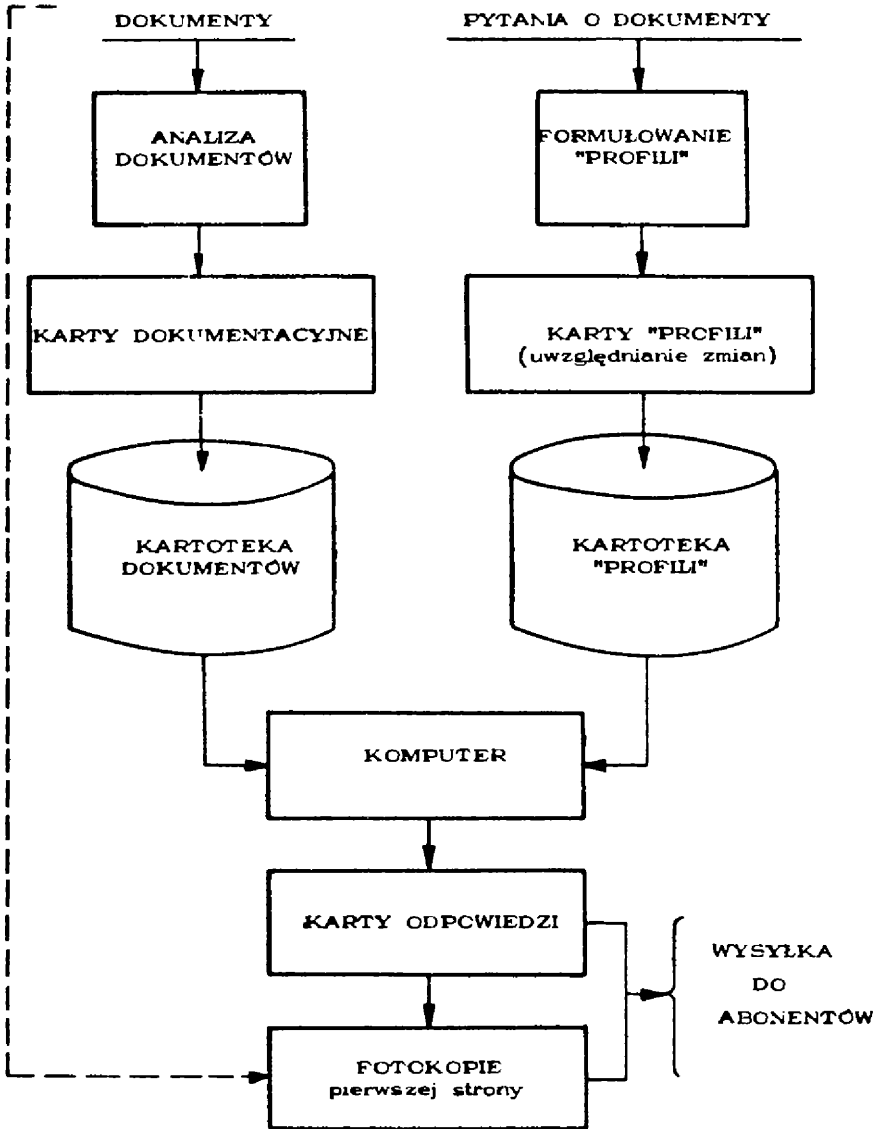 DOKUMENTY
PYTANIA O DOKUMENTY
ANALIZA
DOKUMENTÓW
FORMUŁOWANIE
"PROFILI"
KARTY DOKUMENTACYJNE
KARTY "PROFILI"
(uwzględnianie zmian)
KARTOTEKA
DOKUMENTÓW
KARTOTEKA
"PROFILI"
KOMPUTER
KARTY ODPOWIEDZI
WYSYŁKA
DO
ABONENTÓW
FOTOKOPIE
pierwszej strony